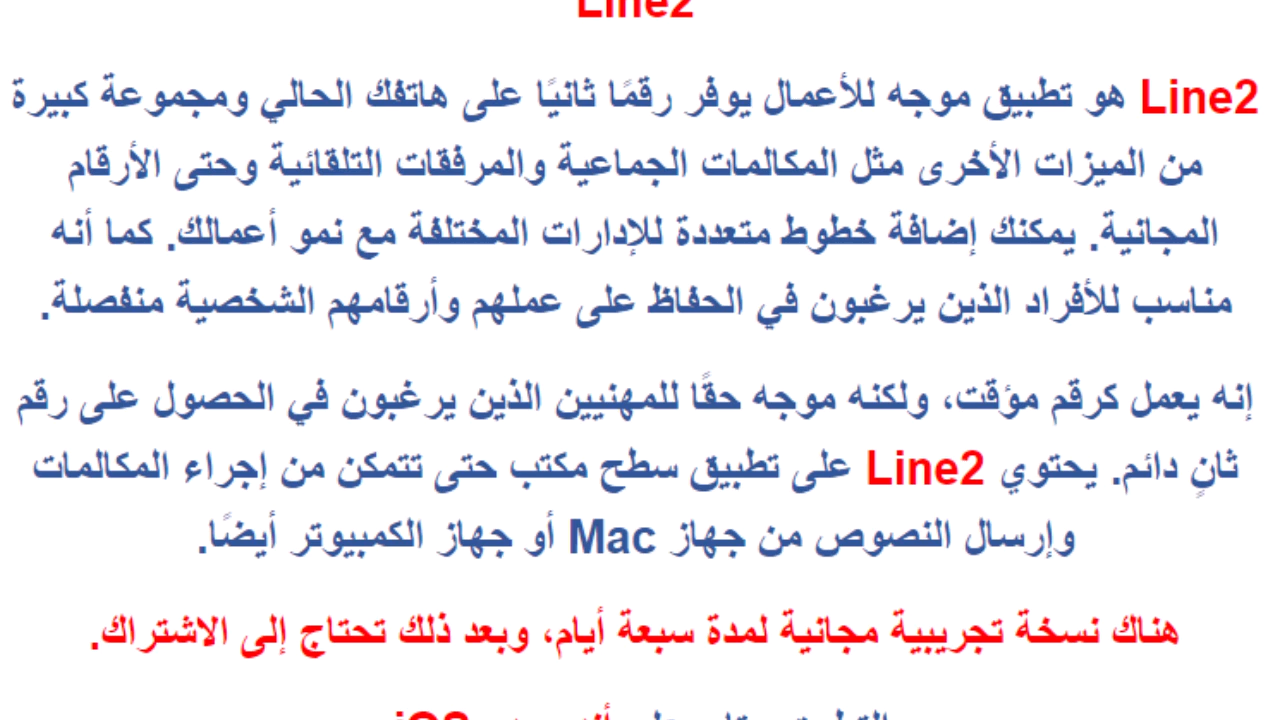 Line2
Line2 هو تطبيق موجه للأعمال يوفر رقمًا ثانيًا على هاتفك الحالي ومجموعة كبيرة
من الميزات الأخرى مثل المكالمات الجماعية والمرفقات التلقائية وحتى الأرقام
المجانية. يمكنك إضافة خطوط متعددة للإدارات المختلفة مع نمو أعمالك. كما أنه
مناسب للأفراد الذين يرغبون في الحفاظ على عملهم وأرقامهم الشخصية منفصلة.
إنه يعمل كرقم مؤقت، ولكنه موجه حقًا للمهنيين الذين يرغبون في الحصول على رقم
ثانٍ دائم. يحتوي Line2 على تطبيق سطح مكتب حتى تتمكن من إجراء المكالمات
وإرسال النصوص من جهاز Mac أو جهاز الكمبيوتر أيضًا.
هناك نسخة تجريبية مجانية لمدة سبعة أيام، وبعد ذلك تحتاج إلى الاشتراك.
iOS